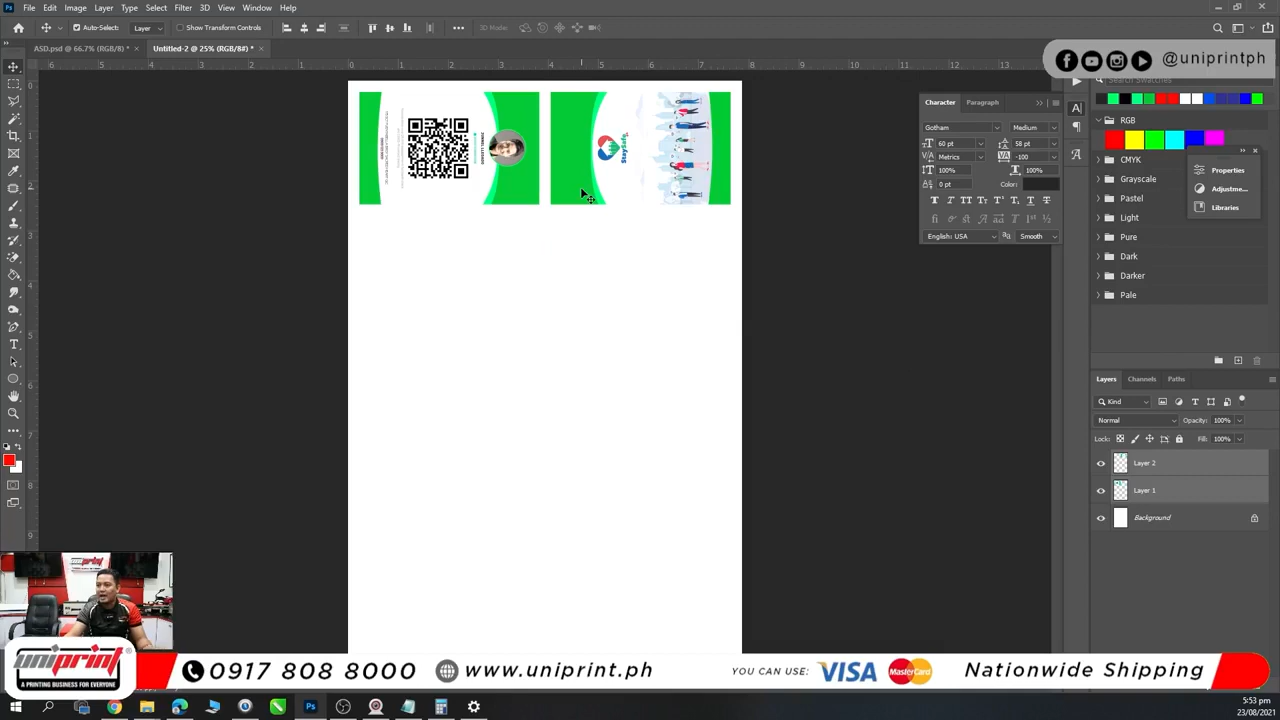 File Edit Image Layer Type Select Filter 3D View Window Help
Auto-Select: Layer Show Transform Controls 3D Mode:
ASD.psd @ 66.7% (RGB/8) * Untitled-2 @ 25% (RGB/8#) *
@uniprintph
Search Swatches
Character Paragraph
Gotham Medium
60 pt 58 pt
Metrics -100
100% 100%
0 pt Color:
English: USA Smooth
RGB
CMYK
Grayscale
Pastel
Light
Pure
Dark
Darker
Pale
Properties
Adjustme...
Libraries
StaySafe
Layers Channels Paths
Kind
Normal Opacity: 100%
Lock: Fill: 100%
Layer 2
Layer 1
Background
uniprint
A PRINTING BUSINESS FOR EVERYONE
0917 808 8000 www.uniprint.ph YOU CAN USE: VISA MasterCard Nationwide Shipping
5:53 pm
23/08/2021